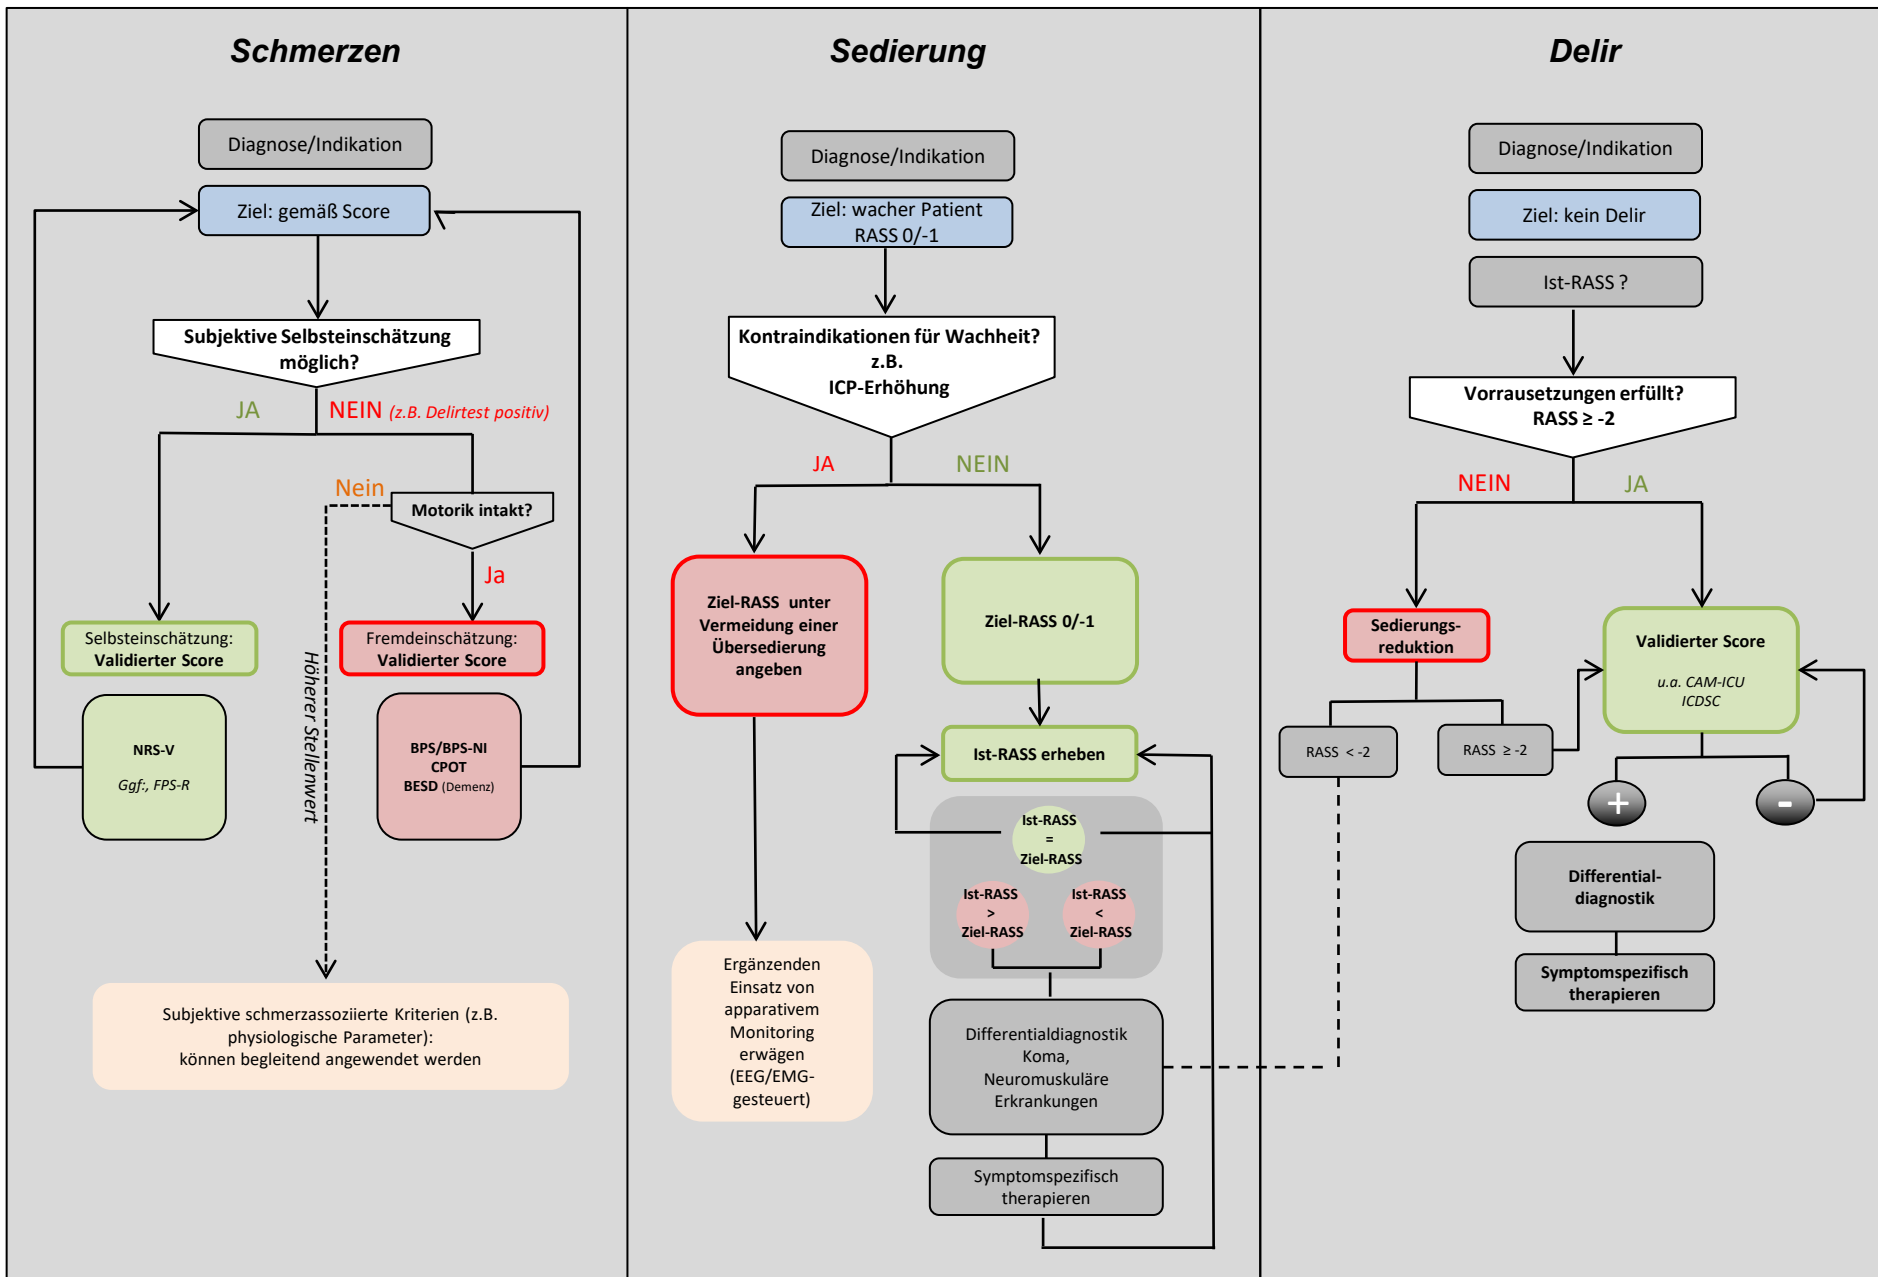 Schmerzen
Diagnose/Indikation
Ziel: gemäß Score
Subjektive Selbsteinschätzung
möglich?
JA
NEIN (z.B. Delirtest positiv)
Nein
Motorik intakt?
Ja
Selbsteinschätzung:
Validierter Score
Fremdeinschätzung:
Validierter Score
Höherer Stellenwert
NRS-V
Ggf:, FPS-R
BPS/BPS-NI
CPOT
BESD (Demenz)
Subjektive schmerzassoziierte Kriterien (z.B.
physiologische Parameter):
können begleitend angewendet werden
Sedierung
Diagnose/Indikation
Ziel: wacher Patient
RASS 0/-1
Kontraindikationen für Wachheit?
z.B.
ICP-Erhöhung
JA
NEIN
Ziel-RASS unter
Vermeidung einer
Übersedierung
angeben
Ziel-RASS 0/-1
Ist-RASS erheben
Ist-RASS
=
Ziel-RASS
Ist-RASS
>
Ziel-RASS
Ist-RASS
<
Ziel-RASS
Ergänzenden
Einsatz von
apparativem
Monitoring
erwägen
(EEG/EMG-
gesteuert)
Differentialdiagnostik
Koma,
Neuromuskuläre
Erkrankungen
Symptomspezifisch
therapieren
Delir
Diagnose/Indikation
Ziel: kein Delir
Ist-RASS ?
Vorrausetzungen erfüllt?
RASS ≥ -2
NEIN
JA
Sedierungs-
reduktion
Validierter Score
u.a. CAM-ICU
ICDSC
RASS < -2
RASS ≥ -2
+
-
Differential-
diagnostik
Symptomspezifisch
therapieren